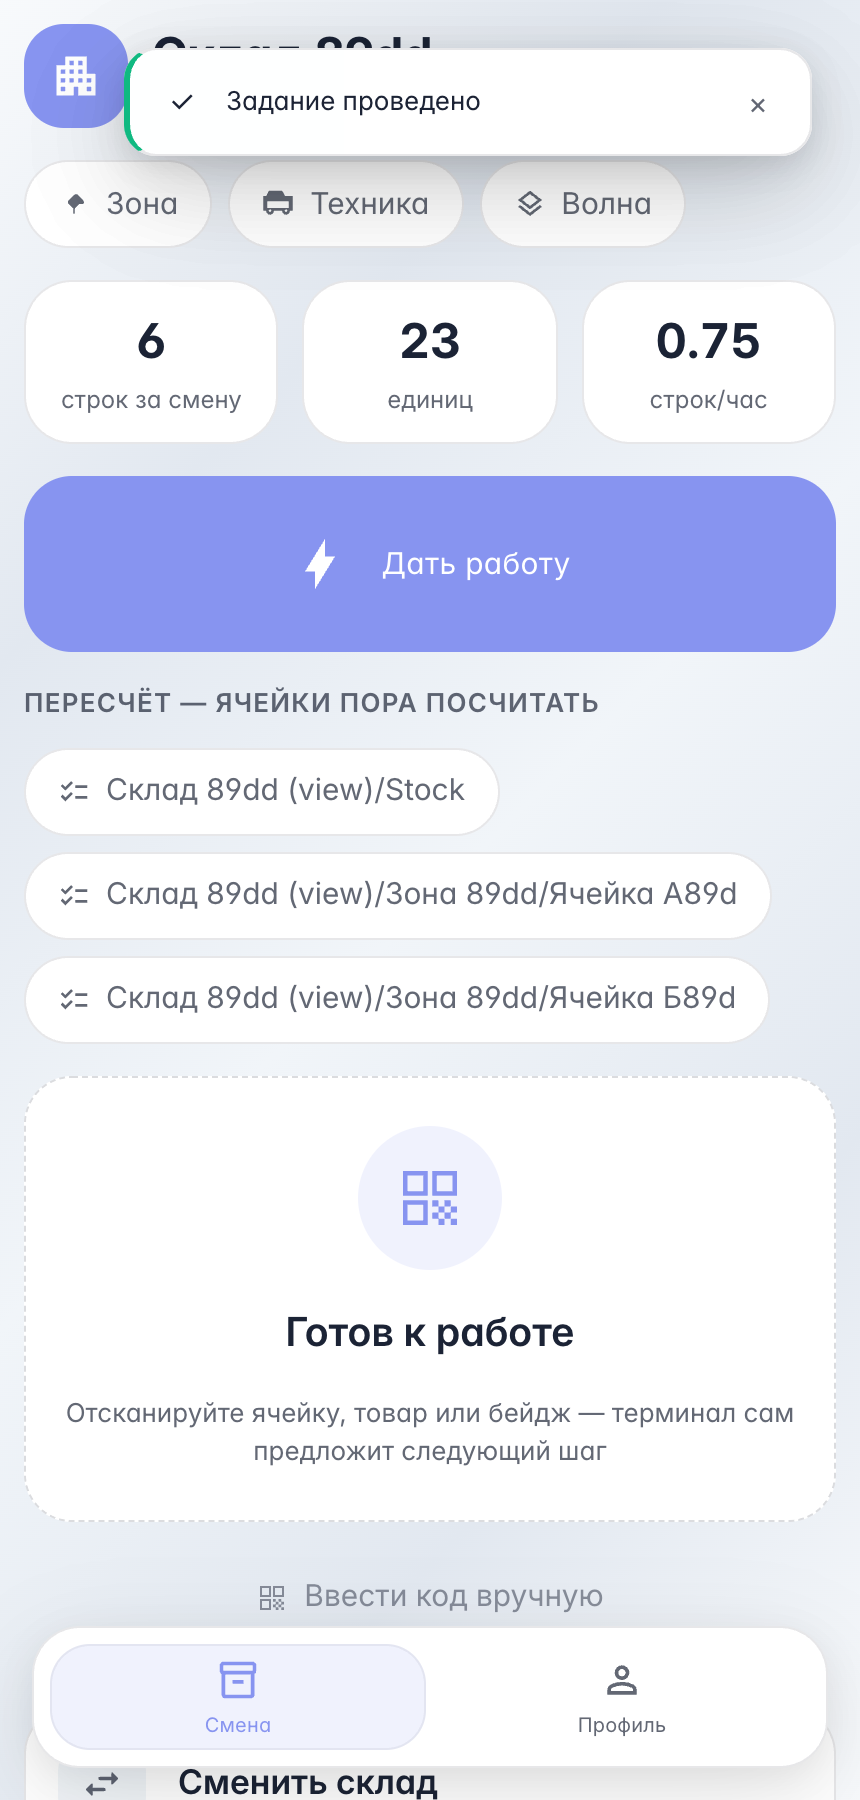 Склад 89dd
Задание проведено
Зона
Техника
Волна
6
строк за смену
23
единиц
0.75
строк/час
Дать работу
ПЕРЕСЧЁТ — ЯЧЕЙКИ ПОРА ПОСЧИТАТЬ
Склад 89dd (view)/Stock
Склад 89dd (view)/Зона 89dd/Ячейка А89d
Склад 89dd (view)/Зона 89dd/Ячейка Б89d
Готов к работе
Отсканируйте ячейку, товар или бейдж — терминал сам
предложит следующий шаг
Ввести код вручную
Смена
Профиль
Сменить склад